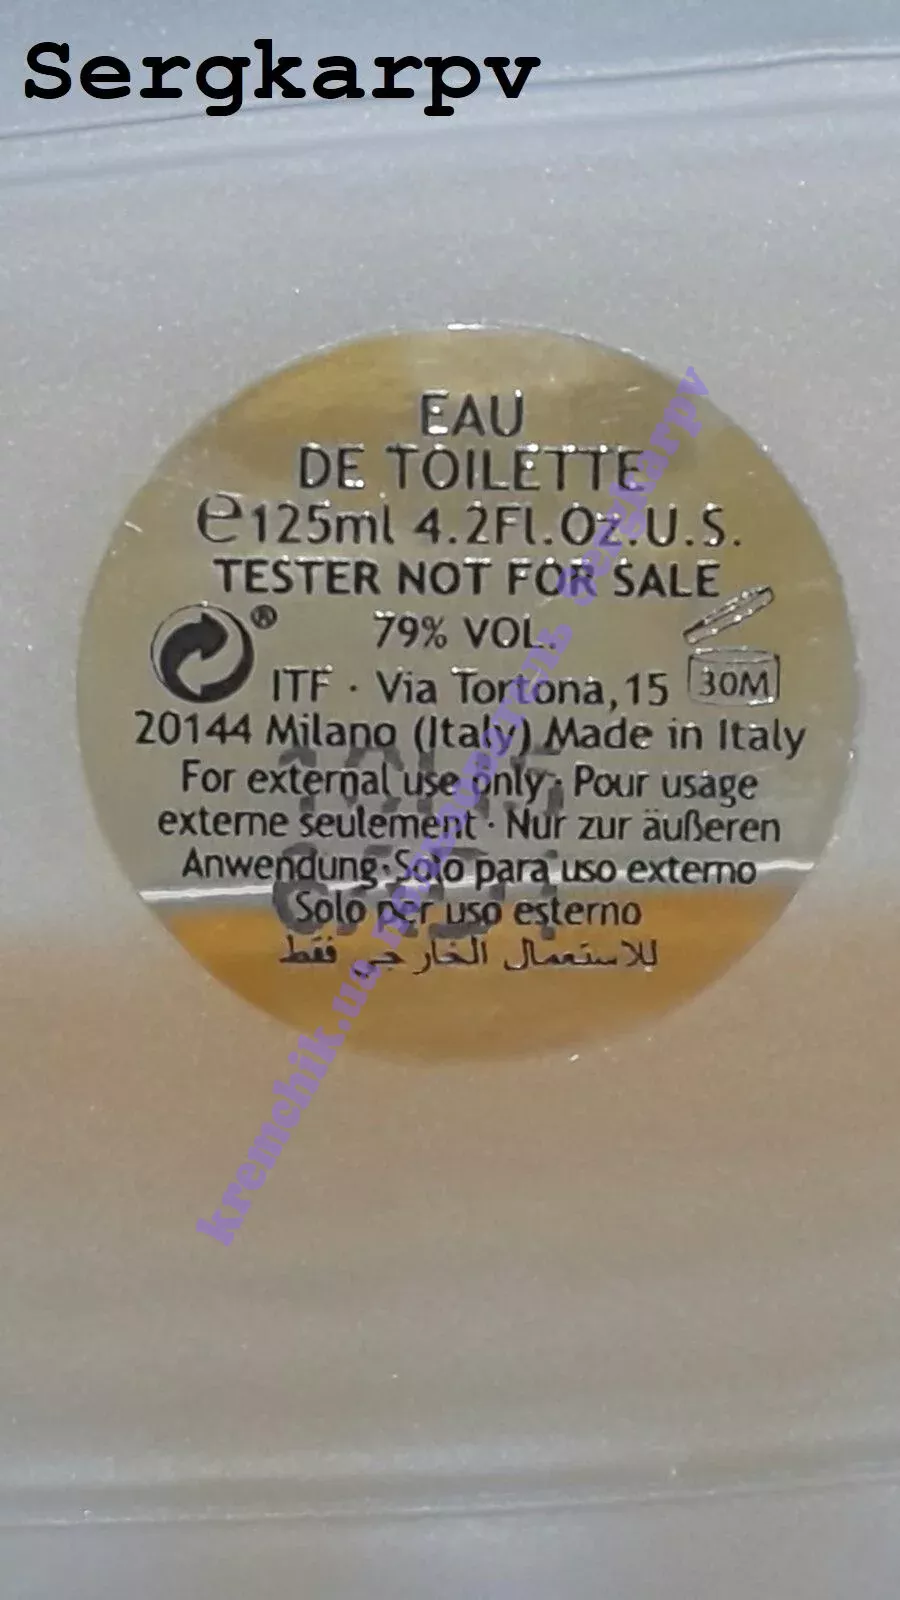 Sergkarpv
EAU
DE TOILETTE
℮125ml 4.2Fl.Oz.U.S.
TESTER NOT FOR SALE
79% VOL.
®
ITF · Via Tortona,15
30M
20144 Milano (Italy) Made in Italy
For external use only · Pour usage
externe seulement · Nur zur äußeren
Anwendung·Solo para uso externo
Solo per uso esterno
للاستعمال الخارجي فقط
kremchik.ua
sergkarpv